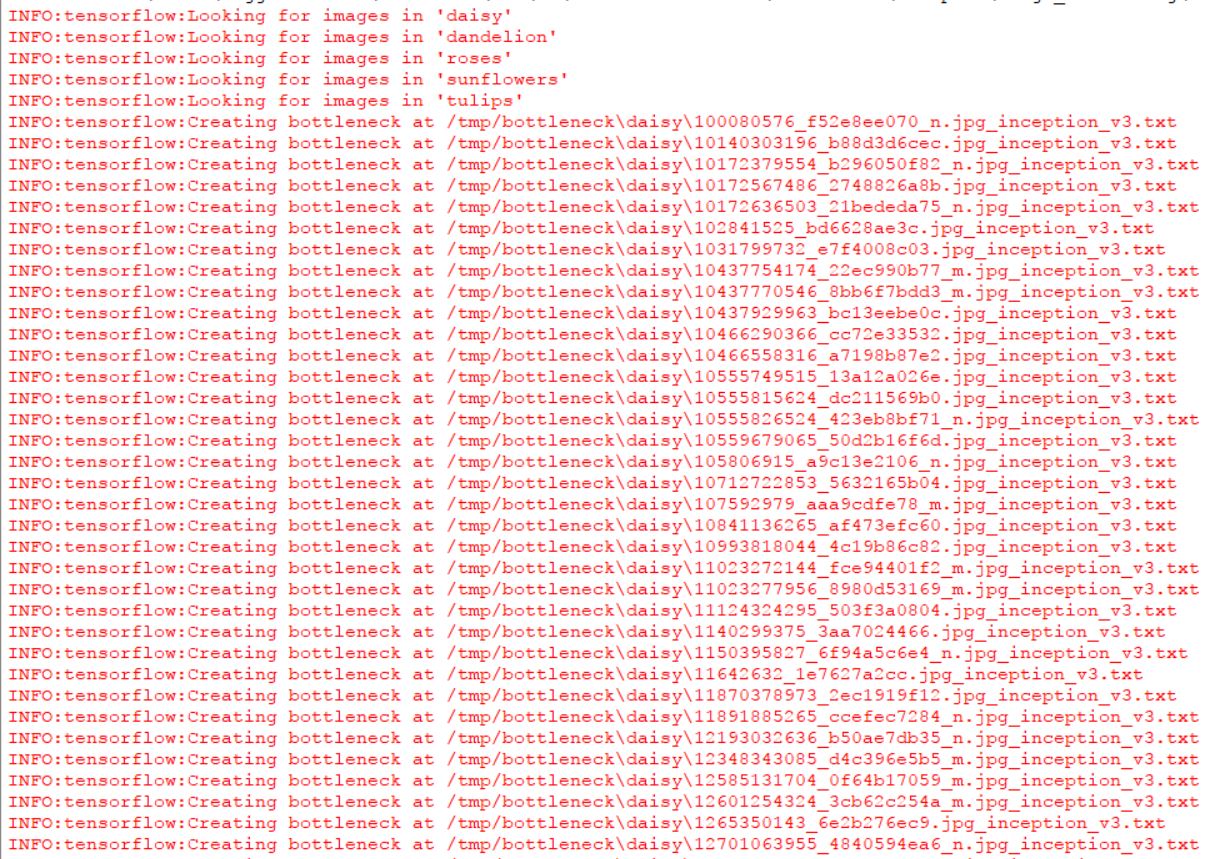 INFO:tensorflow:Looking for images in 'daisy'
INFO:tensorflow:Looking for images in 'dandelion'
INFO:tensorflow:Looking for images in 'roses'
INFO:tensorflow:Looking for images in 'sunflowers'
INFO:tensorflow:Looking for images in 'tulips'
INFO:tensorflow:Creating bottleneck at /tmp/bottleneck\daisy\100080576_f52e8ee070_n.jpg_inception_v3.txt
INFO:tensorflow:Creating bottleneck at /tmp/bottleneck\daisy\10140303196_b88d3d6cec.jpg_inception_v3.txt
INFO:tensorflow:Creating bottleneck at /tmp/bottleneck\daisy\10172379554_b296050f82_n.jpg_inception_v3.txt
INFO:tensorflow:Creating bottleneck at /tmp/bottleneck\daisy\10172567486_2748826a8b.jpg_inception_v3.txt
INFO:tensorflow:Creating bottleneck at /tmp/bottleneck\daisy\10172636503_21bededa75_n.jpg_inception_v3.txt
INFO:tensorflow:Creating bottleneck at /tmp/bottleneck\daisy\102841525_bd6628ae3c.jpg_inception_v3.txt
INFO:tensorflow:Creating bottleneck at /tmp/bottleneck\daisy\1031799732_e7f4008c03.jpg_inception_v3.txt
INFO:tensorflow:Creating bottleneck at /tmp/bottleneck\daisy\10437754174_22ec990b77_m.jpg_inception_v3.txt
INFO:tensorflow:Creating bottleneck at /tmp/bottleneck\daisy\10437770546_8bb6f7bdd3_m.jpg_inception_v3.txt
INFO:tensorflow:Creating bottleneck at /tmp/bottleneck\daisy\10437929963_bc13eebe0c.jpg_inception_v3.txt
INFO:tensorflow:Creating bottleneck at /tmp/bottleneck\daisy\10466290366_cc72e33532.jpg_inception_v3.txt
INFO:tensorflow:Creating bottleneck at /tmp/bottleneck\daisy\10466558316_a7198b87e2.jpg_inception_v3.txt
INFO:tensorflow:Creating bottleneck at /tmp/bottleneck\daisy\10555749515_13a12a026e.jpg_inception_v3.txt
INFO:tensorflow:Creating bottleneck at /tmp/bottleneck\daisy\10555815624_dc211569b0.jpg_inception_v3.txt
INFO:tensorflow:Creating bottleneck at /tmp/bottleneck\daisy\10555826524_423eb8bf71_n.jpg_inception_v3.txt
INFO:tensorflow:Creating bottleneck at /tmp/bottleneck\daisy\10559679065_50d2b16f6d.jpg_inception_v3.txt
INFO:tensorflow:Creating bottleneck at /tmp/bottleneck\daisy\105806915_a9c13e2106_n.jpg_inception_v3.txt
INFO:tensorflow:Creating bottleneck at /tmp/bottleneck\daisy\10712722853_5632165b04.jpg_inception_v3.txt
INFO:tensorflow:Creating bottleneck at /tmp/bottleneck\daisy\107592979_aaa9cdfe78_m.jpg_inception_v3.txt
INFO:tensorflow:Creating bottleneck at /tmp/bottleneck\daisy\10841136265_af473efc60.jpg_inception_v3.txt
INFO:tensorflow:Creating bottleneck at /tmp/bottleneck\daisy\10993818044_4c19b86c82.jpg_inception_v3.txt
INFO:tensorflow:Creating bottleneck at /tmp/bottleneck\daisy\11023272144_fce94401f2_m.jpg_inception_v3.txt
INFO:tensorflow:Creating bottleneck at /tmp/bottleneck\daisy\11023277956_8980d53169_m.jpg_inception_v3.txt
INFO:tensorflow:Creating bottleneck at /tmp/bottleneck\daisy\11124324295_503f3a0804.jpg_inception_v3.txt
INFO:tensorflow:Creating bottleneck at /tmp/bottleneck\daisy\1140299375_3aa7024466.jpg_inception_v3.txt
INFO:tensorflow:Creating bottleneck at /tmp/bottleneck\daisy\1150395827_6f94a5c6e4_n.jpg_inception_v3.txt
INFO:tensorflow:Creating bottleneck at /tmp/bottleneck\daisy\11642632_1e7627a2cc.jpg_inception_v3.txt
INFO:tensorflow:Creating bottleneck at /tmp/bottleneck\daisy\11870378973_2ec1919f12.jpg_inception_v3.txt
INFO:tensorflow:Creating bottleneck at /tmp/bottleneck\daisy\11891885265_ccefec7284_n.jpg_inception_v3.txt
INFO:tensorflow:Creating bottleneck at /tmp/bottleneck\daisy\12193032636_b50ae7db35_n.jpg_inception_v3.txt
INFO:tensorflow:Creating bottleneck at /tmp/bottleneck\daisy\12348343085_d4c396e5b5_m.jpg_inception_v3.txt
INFO:tensorflow:Creating bottleneck at /tmp/bottleneck\daisy\12585131704_0f64b17059_m.jpg_inception_v3.txt
INFO:tensorflow:Creating bottleneck at /tmp/bottleneck\daisy\12601254324_3cb62c254a_m.jpg_inception_v3.txt
INFO:tensorflow:Creating bottleneck at /tmp/bottleneck\daisy\1265350143_6e2b276ec9.jpg_inception_v3.txt
INFO:tensorflow:Creating bottleneck at /tmp/bottleneck\daisy\12701063955_4840594ea6_n.jpg_inception_v3.txt